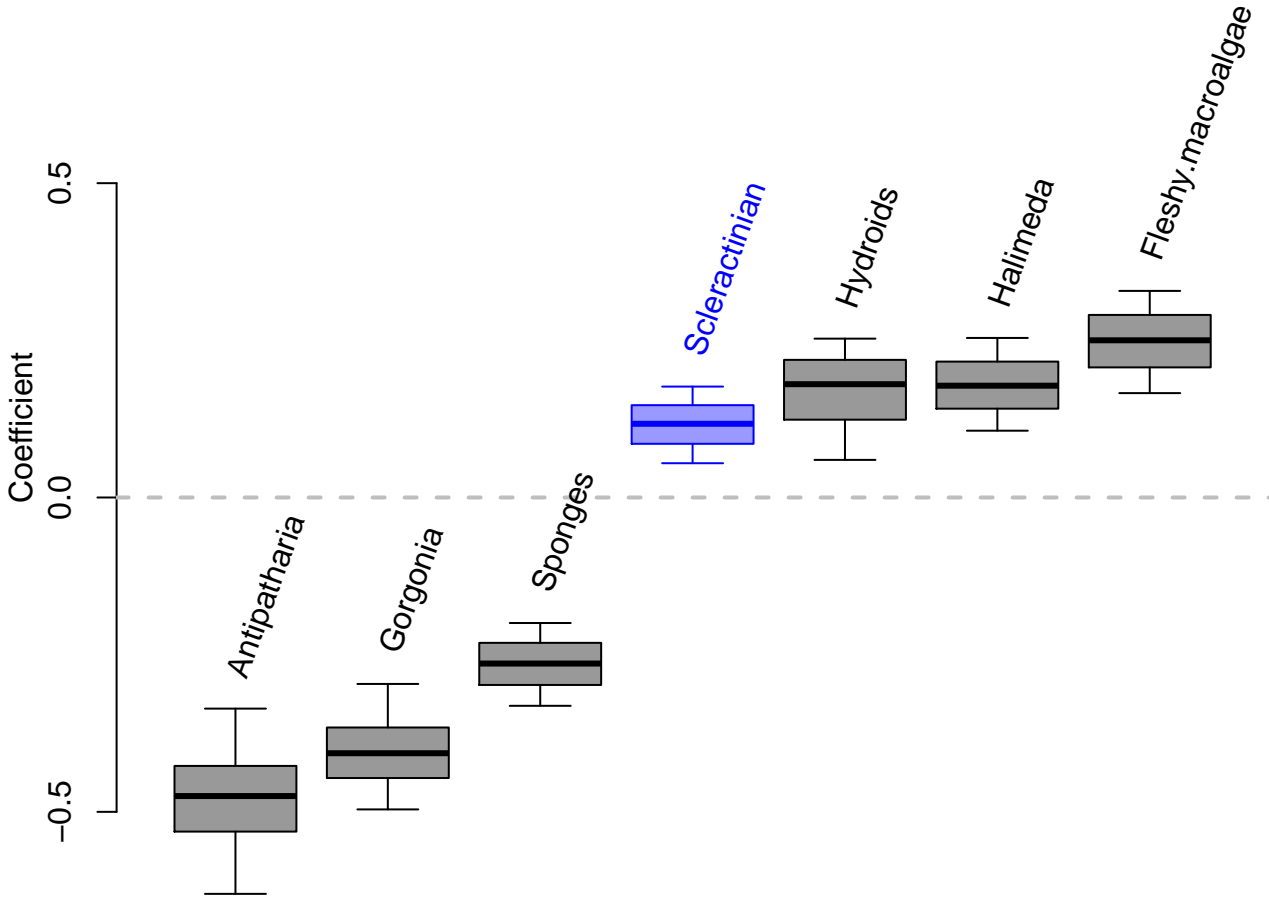 Coefficient
0.5
0.0
−0.5
Antipatharia
Gorgonia
Sponges
Scleractinian
Hydroids
Halimeda
Fleshy.macroalgae